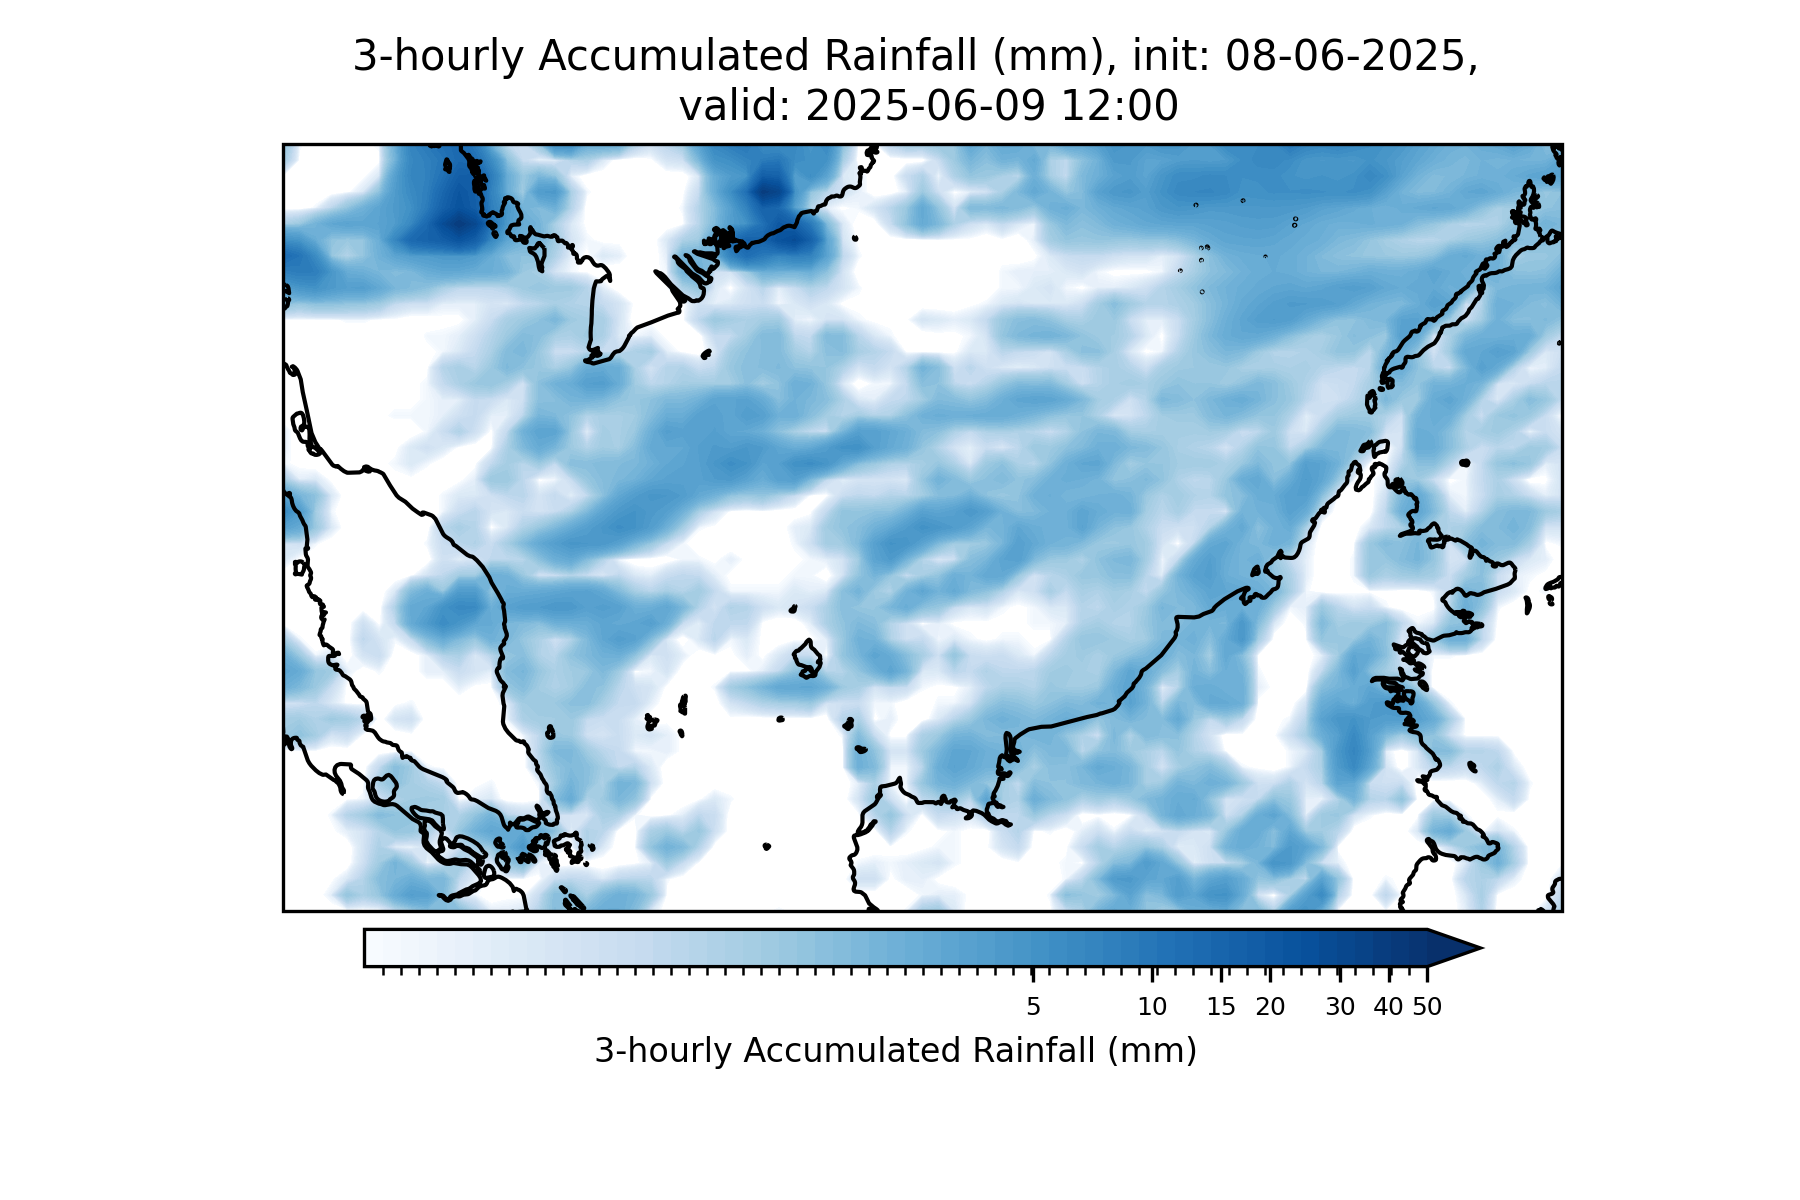 3-hourly Accumulated Rainfall (mm), init: 08-06-2025,
valid: 2025-06-09 12:00
5 10 15 20 30 40 50
3-hourly Accumulated Rainfall (mm)